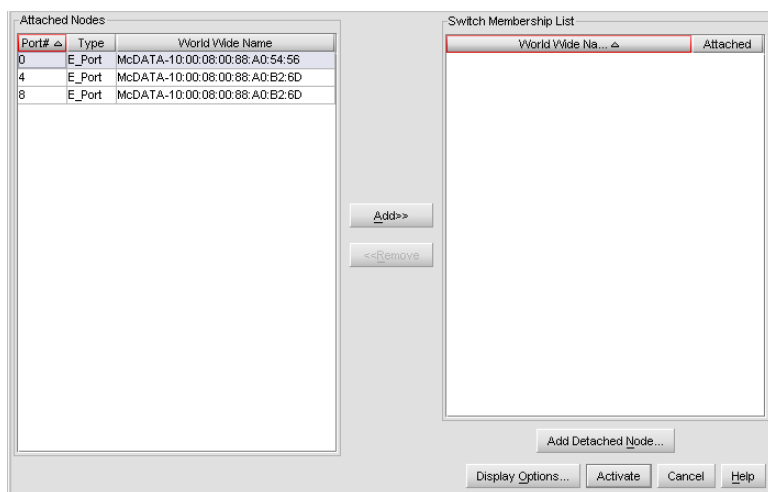 Attached Nodes
Port# Type World Wide Name
0 E_Port McDATA-10:00:08:00:88:A0:54:56
4 E_Port McDATA-10:00:08:00:88:A0:B2:6D
8 E_Port McDATA-10:00:08:00:88:A0:B2:6D
Add>>
<<Remove
Switch Membership List
World Wide Na... Attached
Add Detached Node...
Display Options... Activate Cancel Help